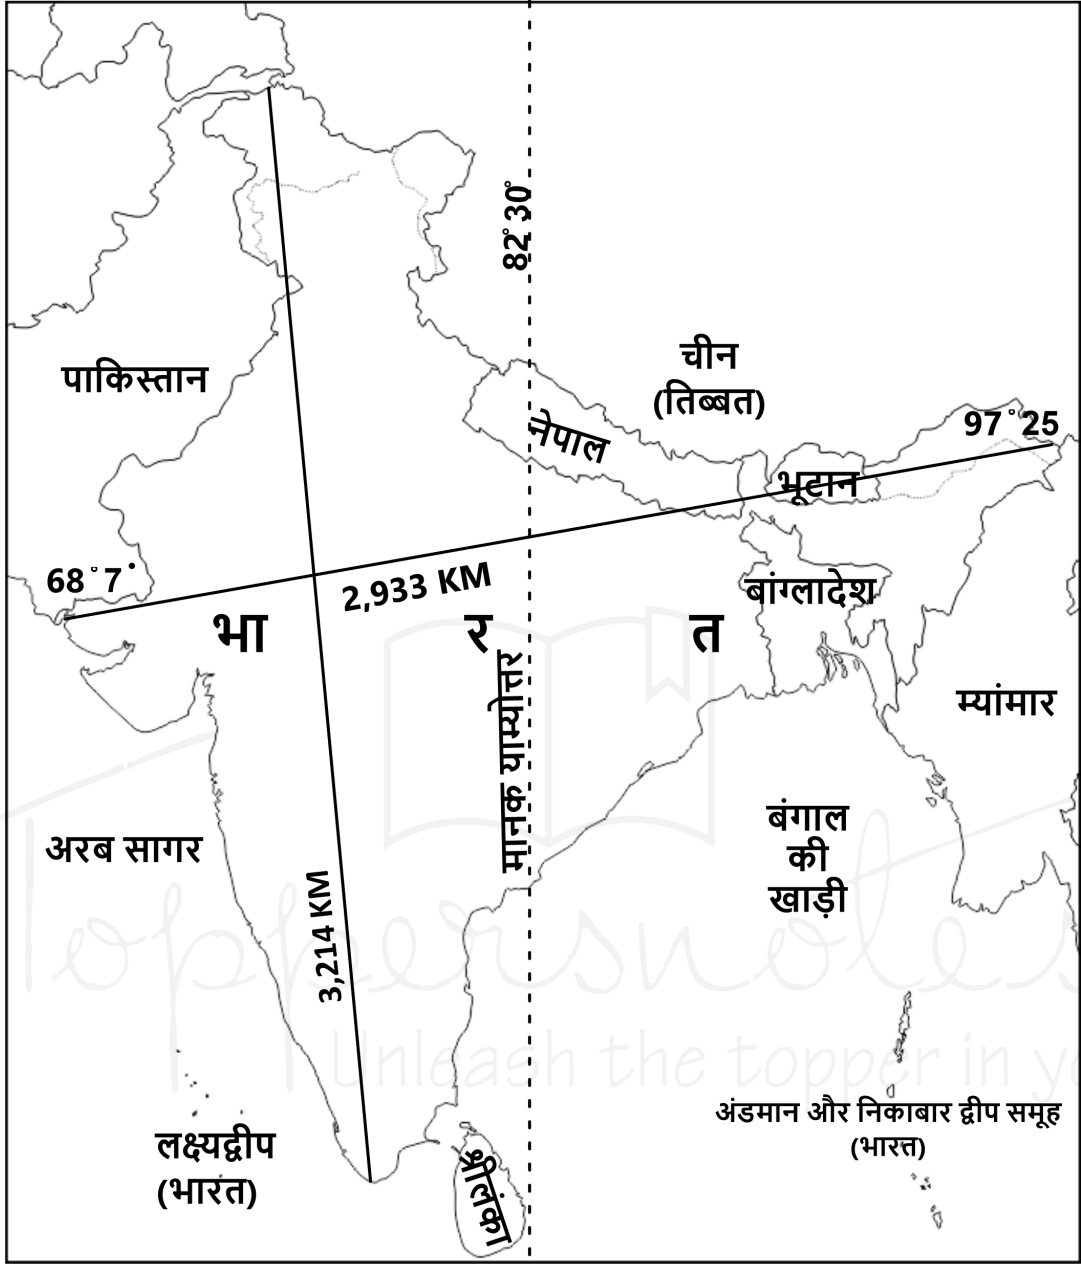 82° 30°
पाकिस्तान
चीन
(तिब्बत)
नेपाल
97°25
भूटान
68°7°
2,933 KM
बांग्लादेश
भा र त
मानक याम्योत्तर
म्यांमार
अरब सागर
बंगाल
की
खाड़ी
3,214 KM
Toppersnotes
Unleash the topper in yo
अंडमान और निकाबार द्वीप समूह
(भारत)
लक्ष्यद्वीप
(भारंत)
श्रीलंका